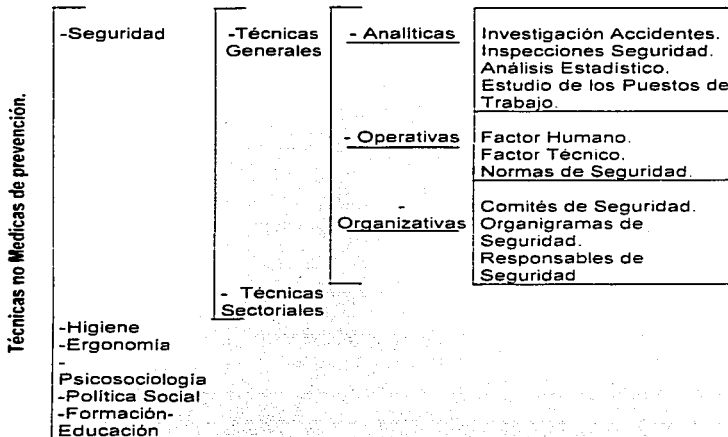 Técnicas no Medicas de prevención.
-Seguridad
-Técnicas
Generales
- Analíticas
Investigación Accidentes.
Inspecciones Seguridad.
Análisis Estadístico.
Estudio de los Puestos de
Trabajo.
- Operativas
Factor Humano.
Factor Técnico.
Normas de Seguridad.
-
Organizativas
Comités de Seguridad.
Organigramas de
Seguridad.
Responsables de
Seguridad
- Técnicas
Sectoriales
-Higiene
-Ergonomía
-
Psicosociología
-Política Social
-Formación-
Educación